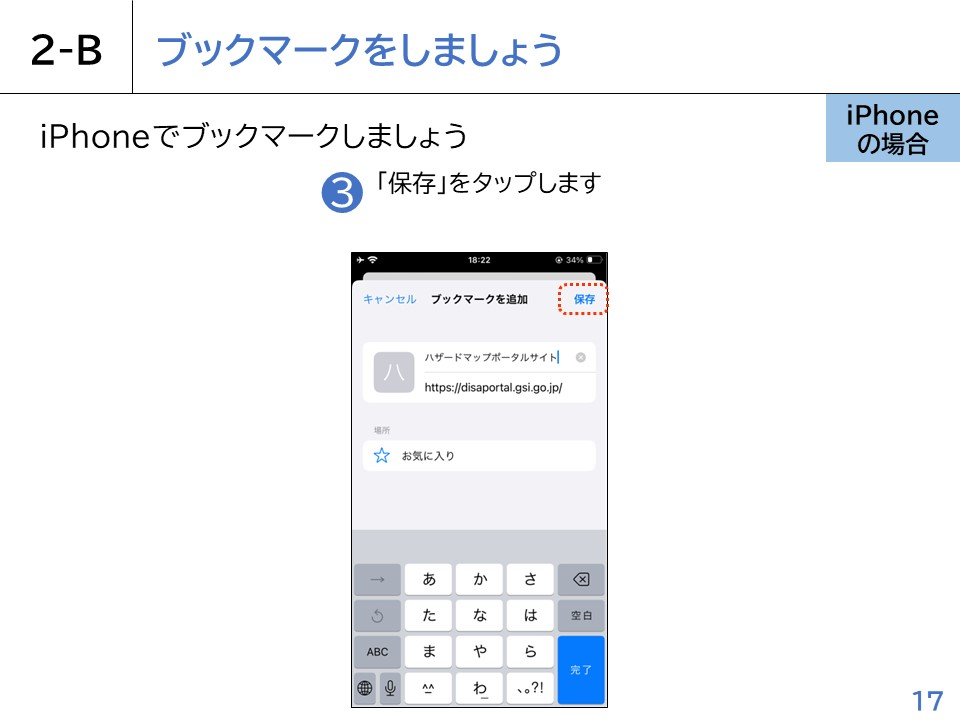 2-B
ブックマークをしましょう
iPhone
の場合
iPhoneでブックマークしましょう
3 「保存」をタップします
18:22
34%
キャンセル ブックマークを追加 保存
ハ
ハザードマップポータルサイト
https://disaportal.gsi.go.jp/
場所
お気に入り
→ あ か さ
た な は 空白
ABC ま や ら
完了
^^ わ 、。?!
17